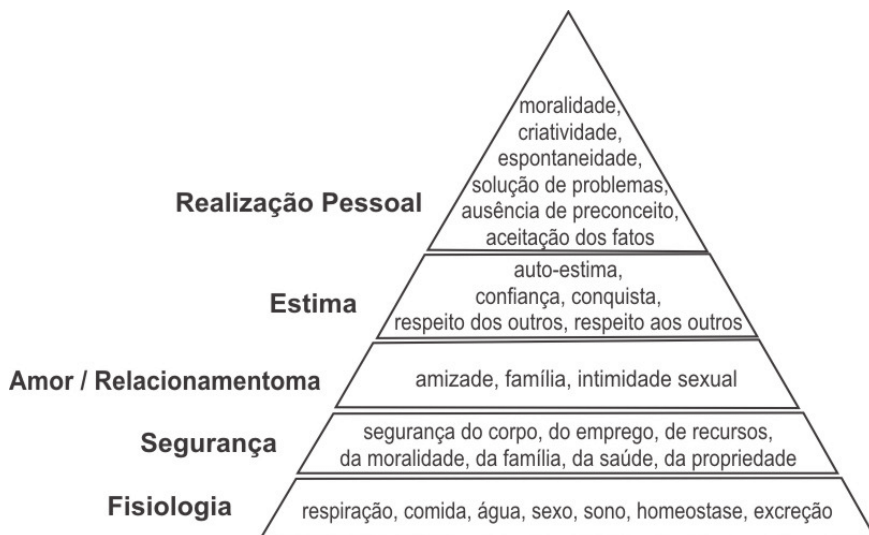 moralidade,
criatividade,
espontaneidade,
solução de problemas,
ausência de preconceito,
aceitação dos fatos
Realização Pessoal
auto-estima,
confiança, conquista,
respeito dos outros, respeito aos outros
Estima
amizade, família, intimidade sexual
Amor / Relacionamentoma
segurança do corpo, do emprego, de recursos,
da moralidade, da família, da saúde, da propriedade
Segurança
respiração, comida, água, sexo, sono, homeostase, excreção
Fisiologia